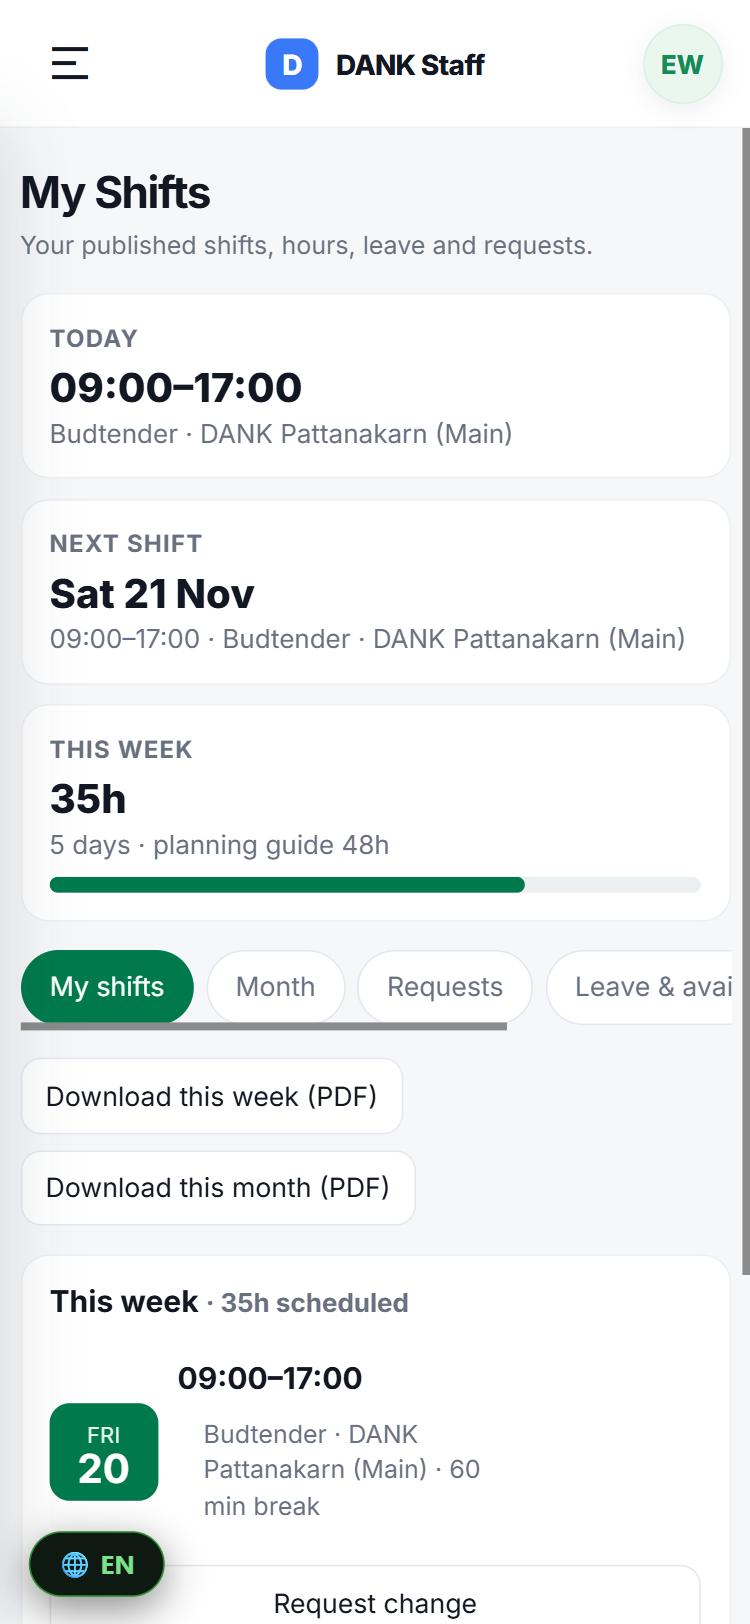 D DANK Staff EW
My Shifts
Your published shifts, hours, leave and requests.
TODAY
09:00–17:00
Budtender · DANK Pattanakarn (Main)
NEXT SHIFT
Sat 21 Nov
09:00–17:00 · Budtender · DANK Pattanakarn (Main)
THIS WEEK
35h
5 days · planning guide 48h
My shifts Month Requests Leave & avai
Download this week (PDF)
Download this month (PDF)
This week · 35h scheduled
09:00–17:00
FRI
20
Budtender · DANK
Pattanakarn (Main) · 60
min break
EN
Request change